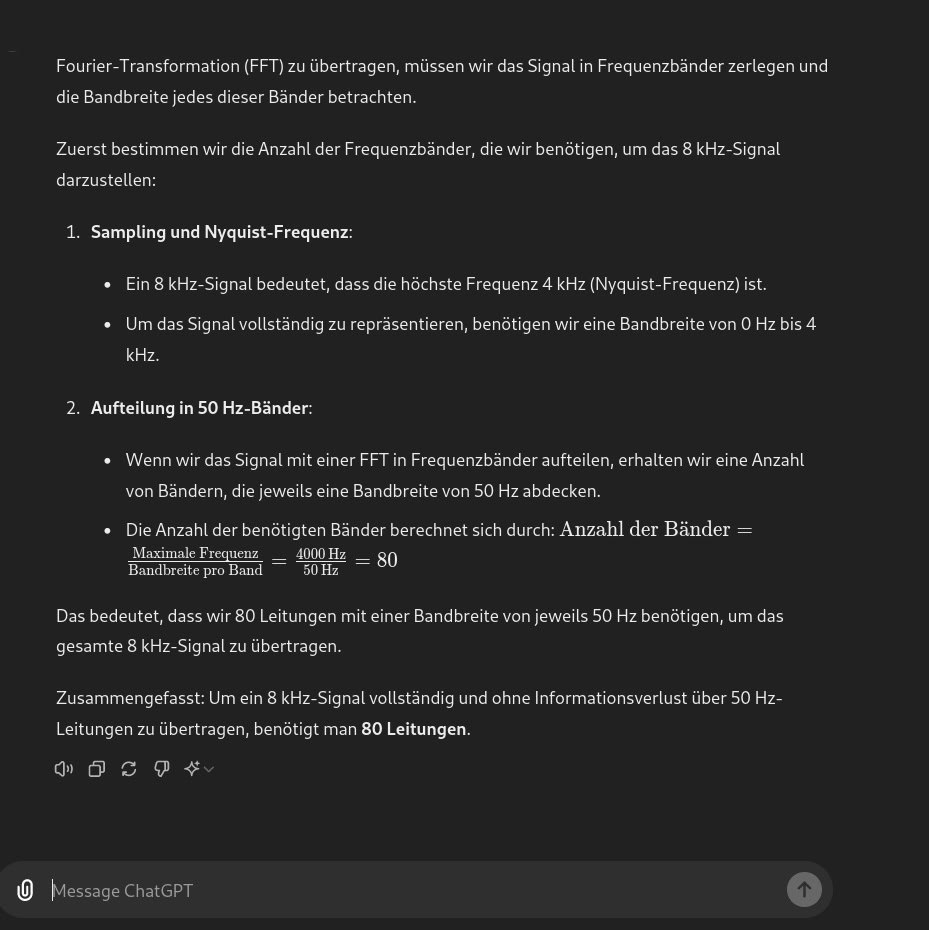 Fourier-Transformation (FFT) zu übertragen, müssen wir das Signal in Frequenzbänder zerlegen und
die Bandbreite jedes dieser Bänder betrachten.
Zuerst bestimmen wir die Anzahl der Frequenzbänder, die wir benötigen, um das 8 kHz-Signal
darzustellen:
1. Sampling und Nyquist-Frequenz:
• Ein 8 kHz-Signal bedeutet, dass die höchste Frequenz 4 kHz (Nyquist-Frequenz) ist.
• Um das Signal vollständig zu repräsentieren, benötigen wir eine Bandbreite von 0 Hz bis 4
kHz.
2. Aufteilung in 50 Hz-Bänder:
• Wenn wir das Signal mit einer FFT in Frequenzbänder aufteilen, erhalten wir eine Anzahl
von Bändern, die jeweils eine Bandbreite von 50 Hz abdecken.
• Die Anzahl der benötigten Bänder berechnet sich durch: Anzahl der Bänder =
Maximale Frequenz / Bandbreite pro Band = 4000 Hz / 50 Hz = 80
Das bedeutet, dass wir 80 Leitungen mit einer Bandbreite von jeweils 50 Hz benötigen, um das
gesamte 8 kHz-Signal zu übertragen.
Zusammengefasst: Um ein 8 kHz-Signal vollständig und ohne Informationsverlust über 50 Hz-
Leitungen zu übertragen, benötigt man 80 Leitungen.
Message ChatGPT